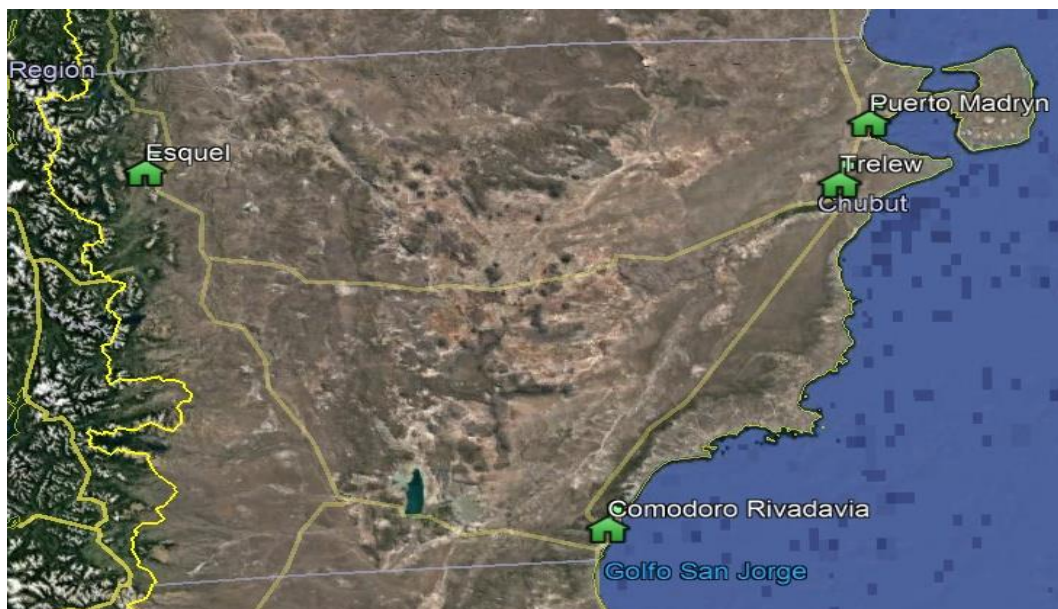 Region
Puerto Madryn
Esquel
Trelew
Chubut
Comodoro Rivadavia
Golfo San Jorge